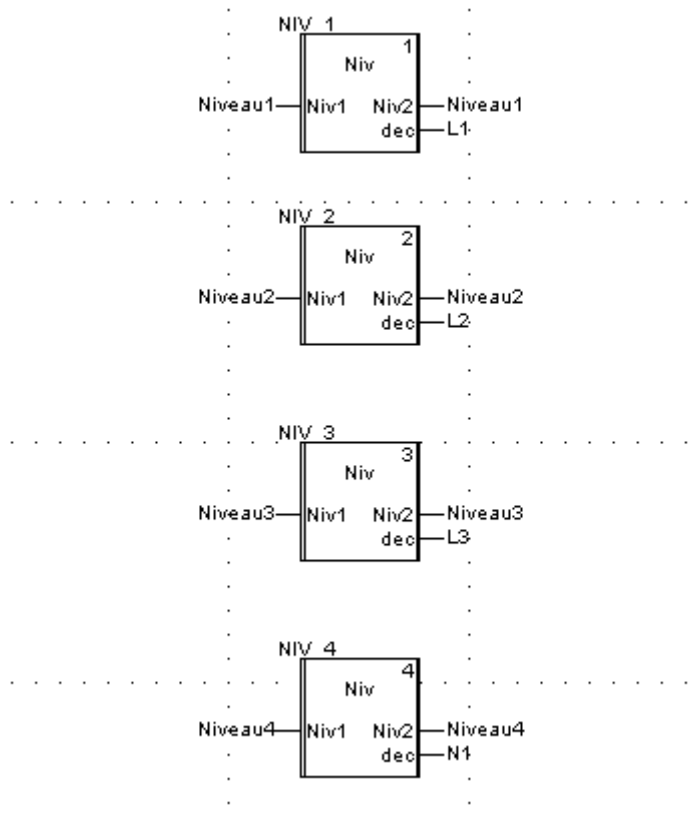 NIV_1
1
Niv
Niveau1 Niv1 Niv2 Niveau1
dec L1
NIV_2
2
Niv
Niveau2 Niv1 Niv2 Niveau2
dec L2
NIV_3
3
Niv
Niveau3 Niv1 Niv2 Niveau3
dec L3
NIV_4
4
Niv
Niveau4 Niv1 Niv2 Niveau4
dec N1